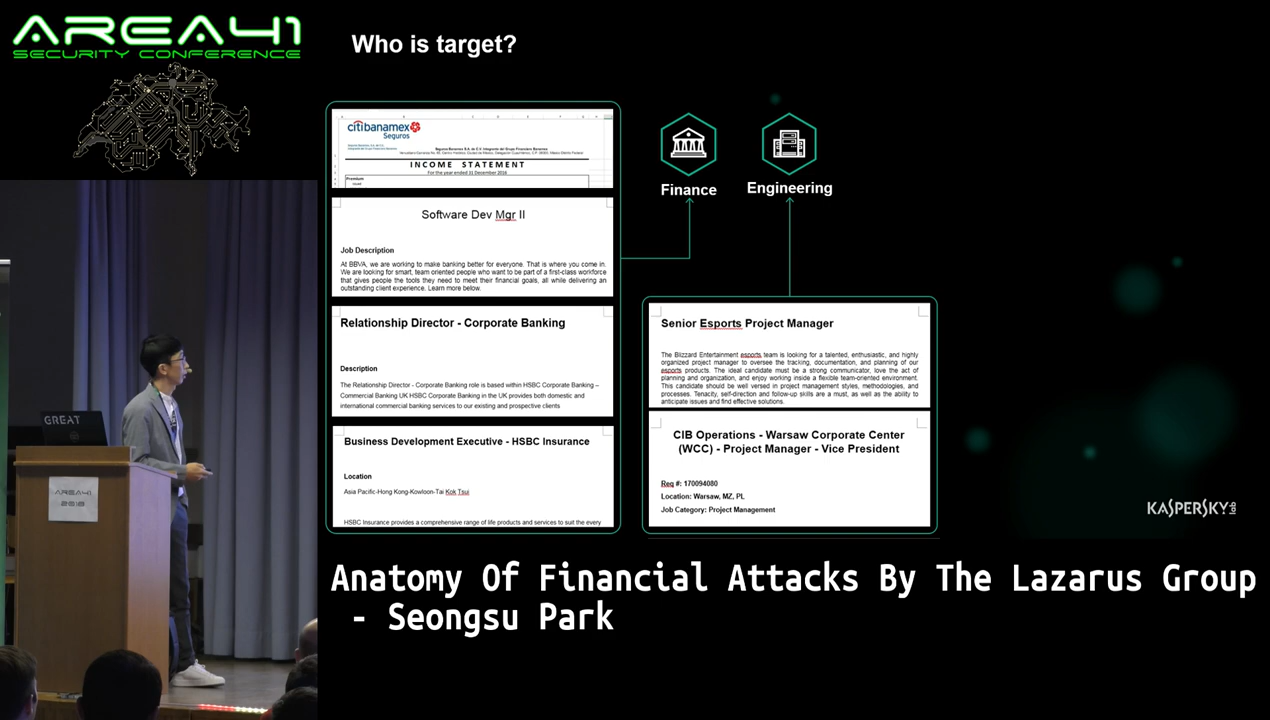 AREA41
SECURITY CONFERENCE
Who is target?
citibanamex
Seguros
INCOME STATEMENT
For the year ended 31 December 2016
Premium
Issued
Software Dev Mgr II
Job Description
At BBVA, we are working to make banking better for everyone. That is where you come in.
We are looking for smart, team oriented people who want to be part of a first-class workforce
that gives people the tools they need to meet their financial goals, all while delivering an
outstanding client experience. Learn more below.
Relationship Director - Corporate Banking
Description
The Relationship Director - Corporate Banking role is based within HSBC Corporate Banking –
Commercial Banking UK HSBC Corporate Banking in the UK provides both domestic and
international commercial banking services to our existing and prospective clients
Business Development Executive - HSBC Insurance
Location
Asia Pacific-Hong Kong-Kowloon-Tai Kok Tsui
HSBC Insurance provides a comprehensive range of life products and services to suit the every
Finance
Engineering
Senior Esports Project Manager
The Blizzard Entertainment esports team is looking for a talented, enthusiastic, and highly
organized project manager to oversee the tracking, documentation, and planning of our
esports products. The ideal candidate must be a strong communicator, love the act of
planning and organization, and enjoy working inside a flexible team-oriented environment.
This candidate should be well versed in project management styles, methodologies, and
processes. Tenacity, self-direction and follow-up skills are a must, as well as the ability to
anticipate issues and find effective solutions.
CIB Operations - Warsaw Corporate Center
(WCC) - Project Manager - Vice President
Req #: 170094080
Location: Warsaw, MZ, PL
Job Category: Project Management
KASPERSKY lab
GREAT
AREA41
2018
Anatomy Of Financial Attacks By The Lazarus Group
- Seongsu Park